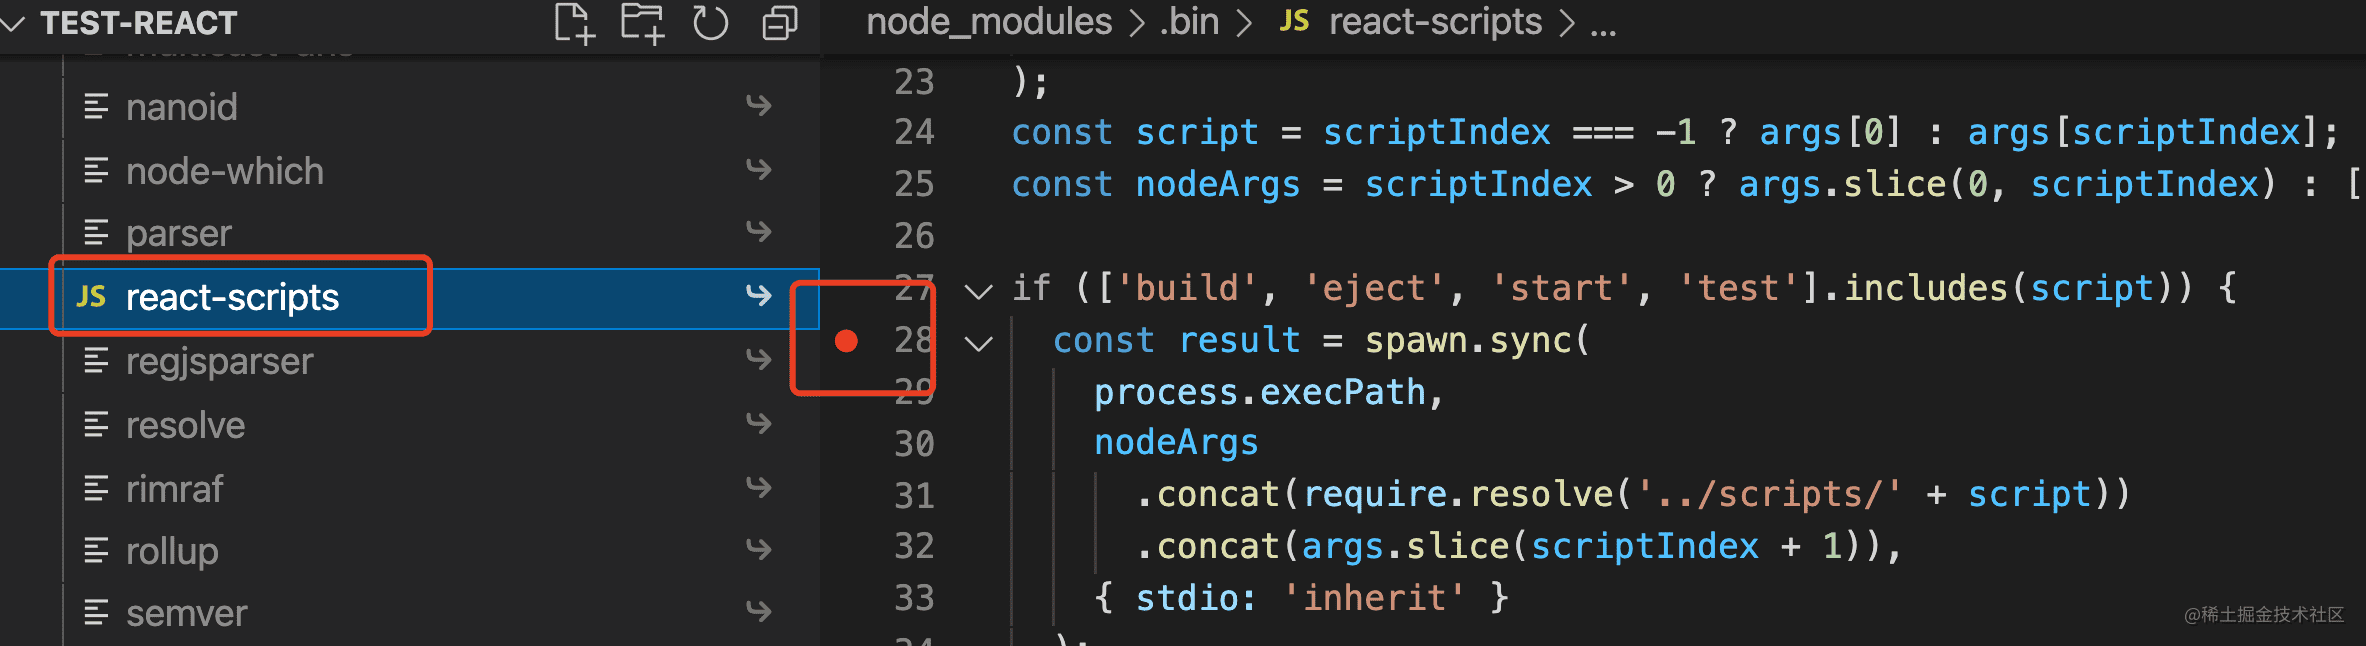 TEST-REACT
nanoid
node-which
parser
JS react-scripts
regjsparser
resolve
rimraf
rollup
semver
node_modules > .bin > JS react-scripts > ...
23 );
24 const script = scriptIndex === -1 ? args[0] : args[scriptIndex];
25 const nodeArgs = scriptIndex > 0 ? args.slice(0, scriptIndex) : [
26
27 if (['build', 'eject', 'start', 'test'].includes(script)) {
28 const result = spawn.sync(
29 process.execPath,
30 nodeArgs
31 .concat(require.resolve('../scripts/' + script))
32 .concat(args.slice(scriptIndex + 1)),
33 { stdio: 'inherit' }
34 );
@稀土掘金技术社区